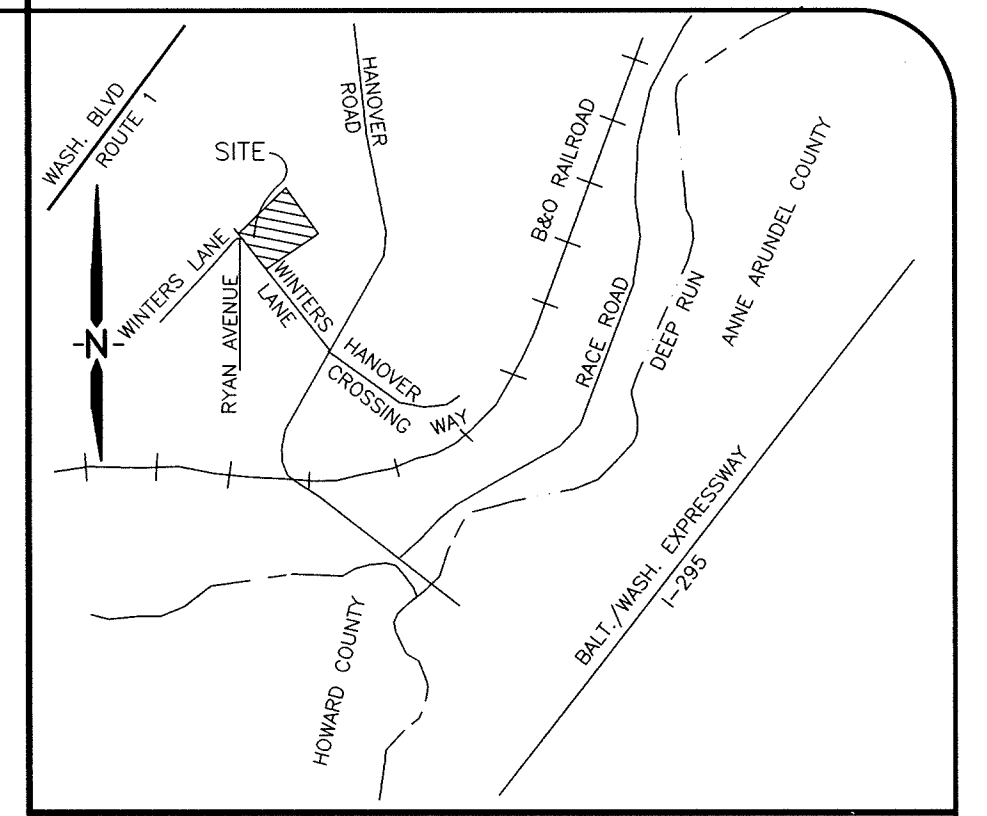 WASH. BLVD
ROUTE 1
HANOVER
ROAD
SITE
B&O RAILROAD
ANNE ARUNDEL COUNTY
WINTERS LANE
RYAN AVENUE
WINTERS
LANE
-N-
RACE ROAD
DEEP RUN
HANOVER
CROSSING
WAY
BALT./WASH. EXPRESSWAY
I-295
HOWARD COUNTY